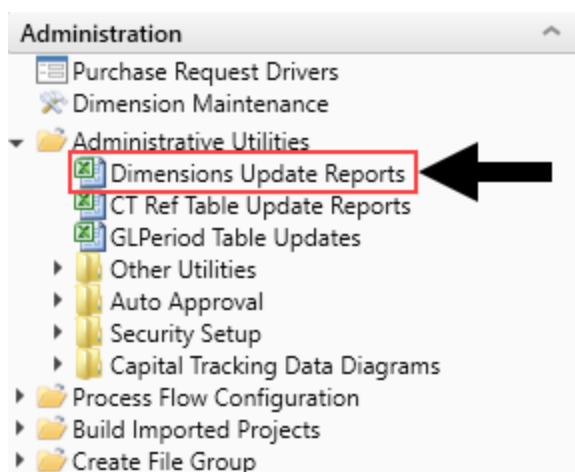 Administration
Purchase Request Drivers
Dimension Maintenance
Administrative Utilities
Dimensions Update Reports
CT Ref Table Update Reports
GLPeriod Table Updates
Other Utilities
Auto Approval
Security Setup
Capital Tracking Data Diagrams
Process Flow Configuration
Build Imported Projects
Create File Group